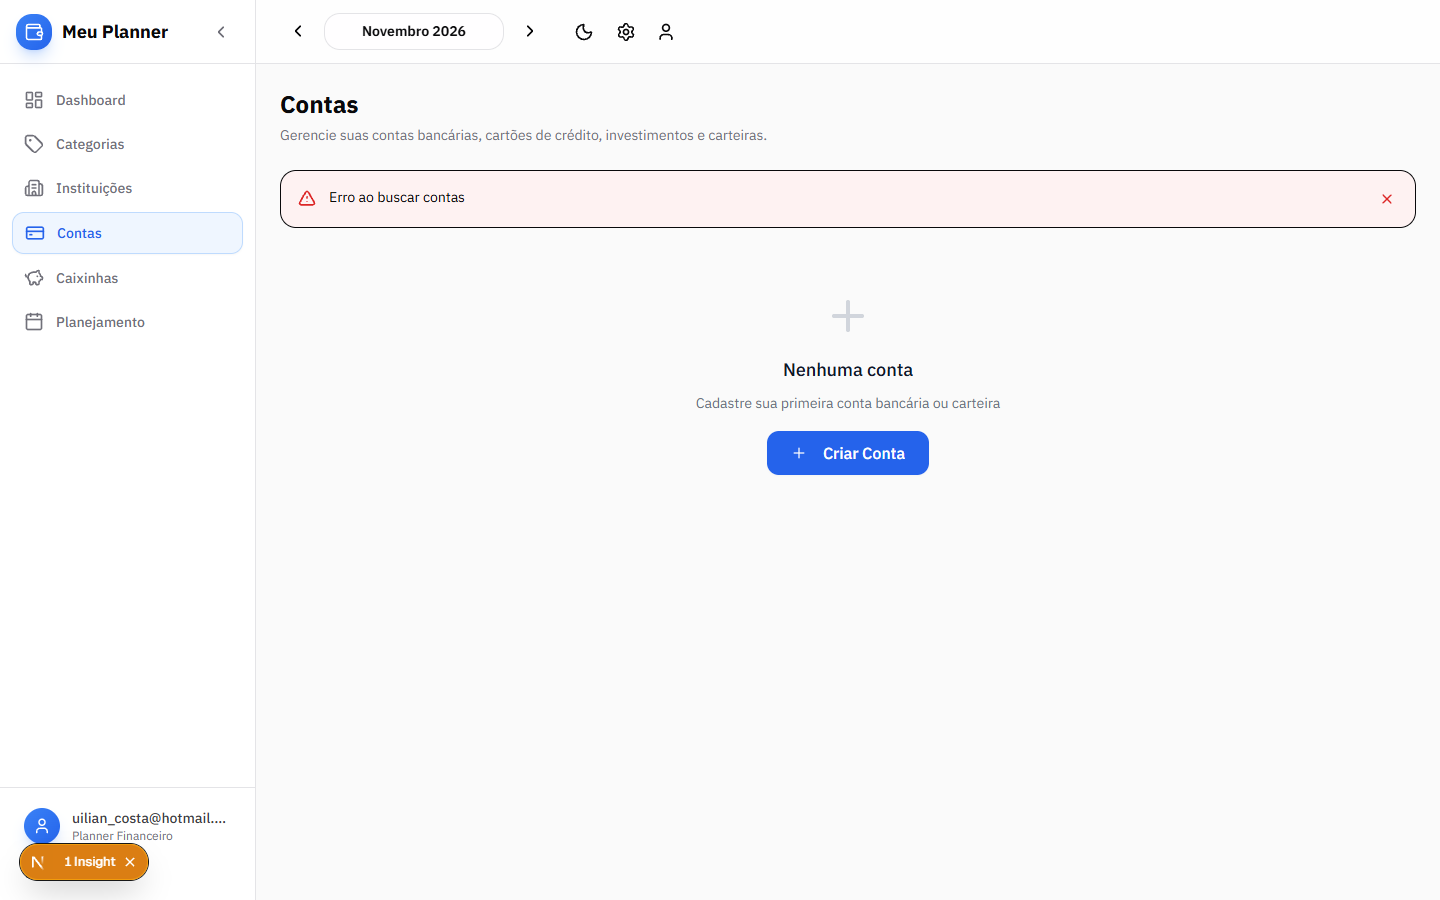 Meu Planner
Novembro 2026
Dashboard
Categorias
Instituições
Contas
Caixinhas
Planejamento
Contas
Gerencie suas contas bancárias, cartões de crédito, investimentos e carteiras.
Erro ao buscar contas
Nenhuma conta
Cadastre sua primeira conta bancária ou carteira
Criar Conta
uilian_costa@hotmail....
Planner Financeiro
1 Insight